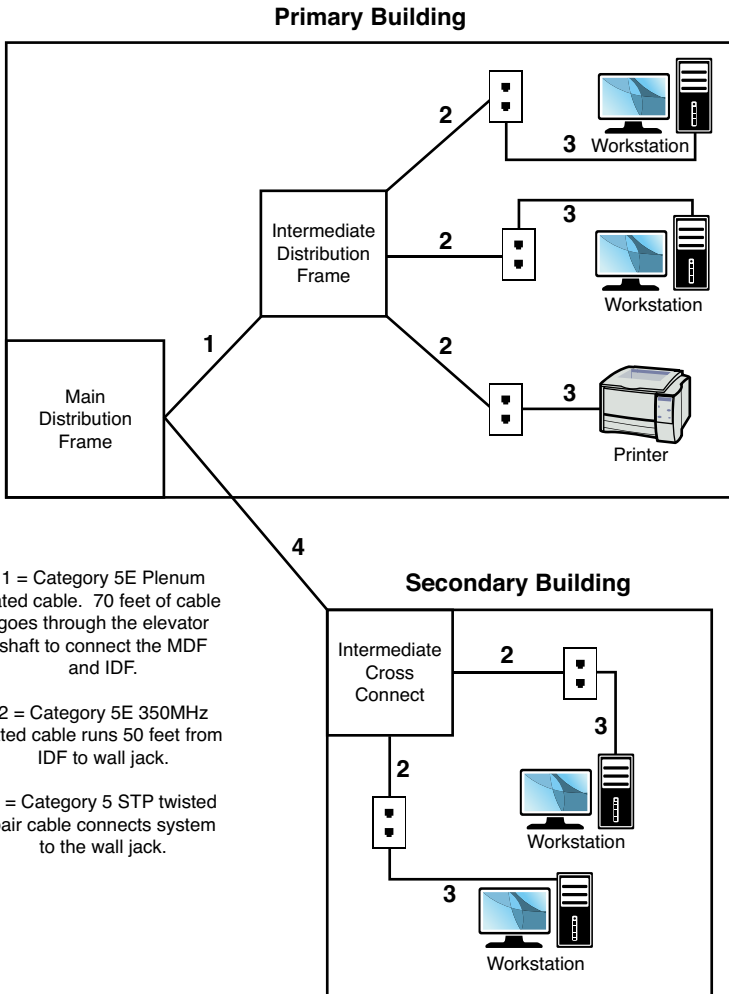 Primary Building
2
3
Workstation
Intermediate
Distribution
Frame
2
3
Workstation
1
2
3
Printer
Main
Distribution
Frame
4
1 = Category 5E Plenum
cable. 70 feet of cable
goes through the elevator
shaft to connect the MDF
and IDF.
2 = Category 5E 350MHz
cable runs 50 feet from
IDF to wall jack.
= Category 5 STP twisted
cable connects system
to the wall jack.
Secondary Building
Intermediate
Cross
Connect
2
3
Workstation
2
3
Workstation